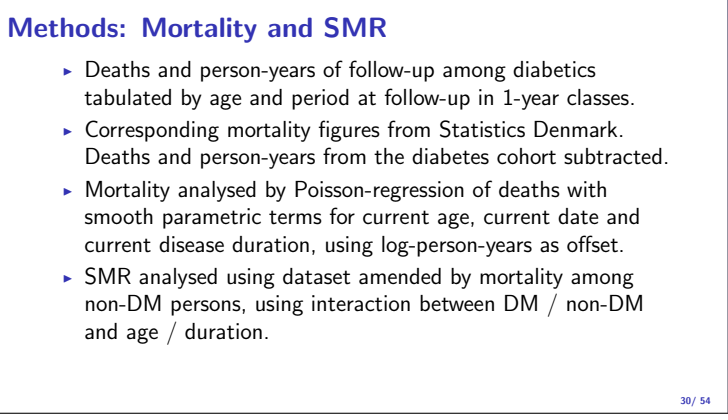 Methods: Mortality and SMR
▶ Deaths and person-years of follow-up among diabetics
tabulated by age and period at follow-up in 1-year classes.
▶ Corresponding mortality figures from Statistics Denmark.
Deaths and person-years from the diabetes cohort subtracted.
▶ Mortality analysed by Poisson-regression of deaths with
smooth parametric terms for current age, current date and
current disease duration, using log-person-years as offset.
▶ SMR analysed using dataset amended by mortality among
non-DM persons, using interaction between DM / non-DM
and age / duration.
30/ 54